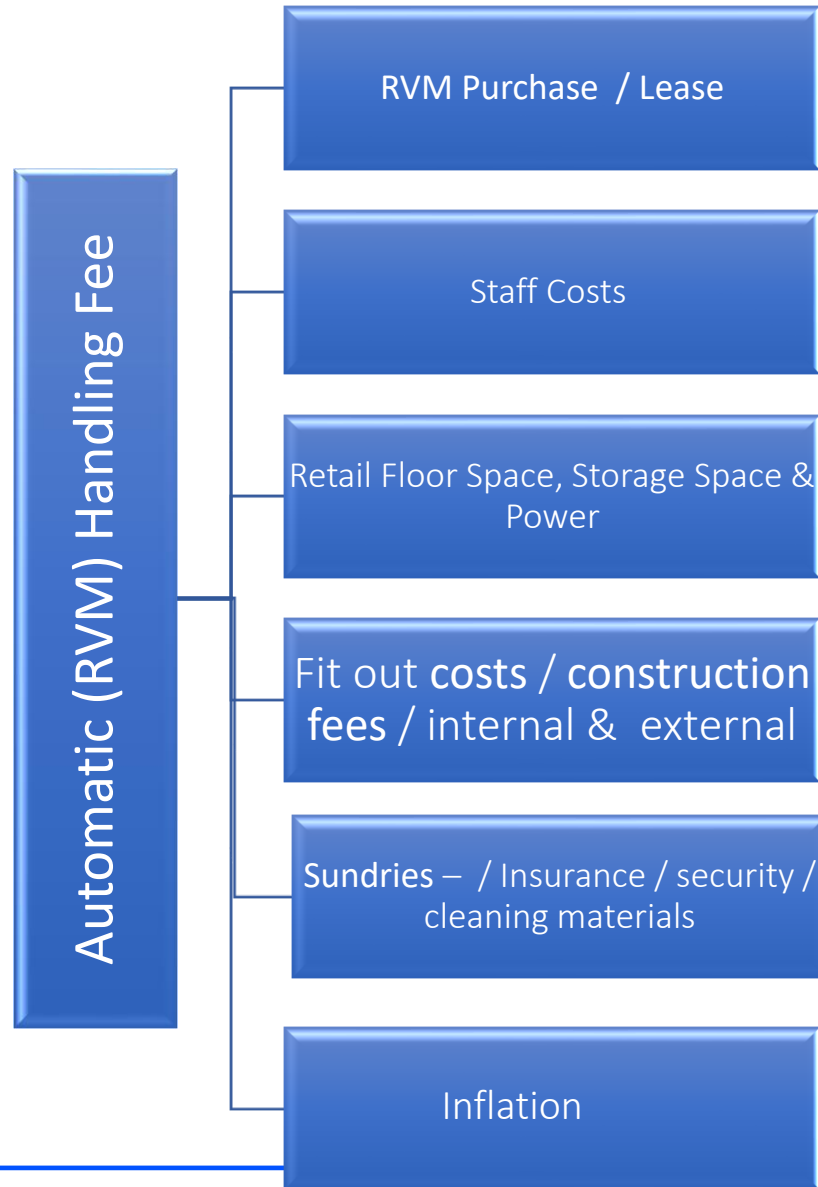 Automatic (RVM) Handling Fee
RVM Purchase / Lease
Staff Costs
Retail Floor Space, Storage Space &
Power
Fit out costs / construction
fees / internal & external
Sundries – / Insurance / security /
cleaning materials
Inflation